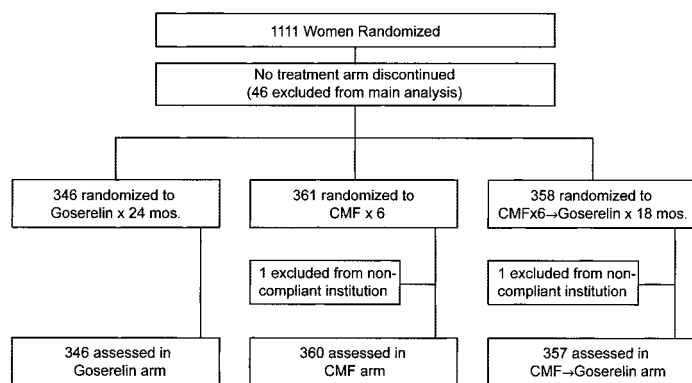 1111 Women Randomized
No treatment arm discontinued
(46 excluded from main analysis)
346 randomized to
Goserelin x 24 mos.
361 randomized to
CMF x 6
358 randomized to
CMFx6→Goserelin x 18 mos.
1 excluded from non-
compliant institution
1 excluded from non-
compliant institution
346 assessed in
Goserelin arm
360 assessed in
CMF arm
357 assessed in
CMF→Goserelin arm